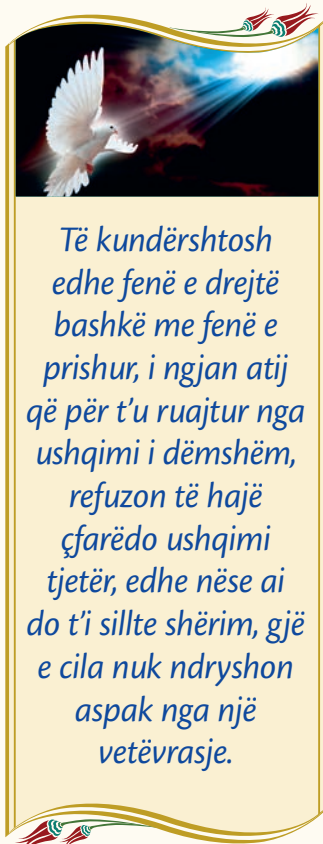 Të kundërshtosh
edhe fenë e drejtë
bashkë me fenë e
prishur, i ngjan atij
që për t’u ruajtur nga
ushqimi i dëmshëm,
refuzon të hajë
çfarëdo ushqimi
tjetër, edhe nëse ai
do t’i sillte shërim, gjë
e cila nuk ndryshon
aspak nga një
vetëvrasje.